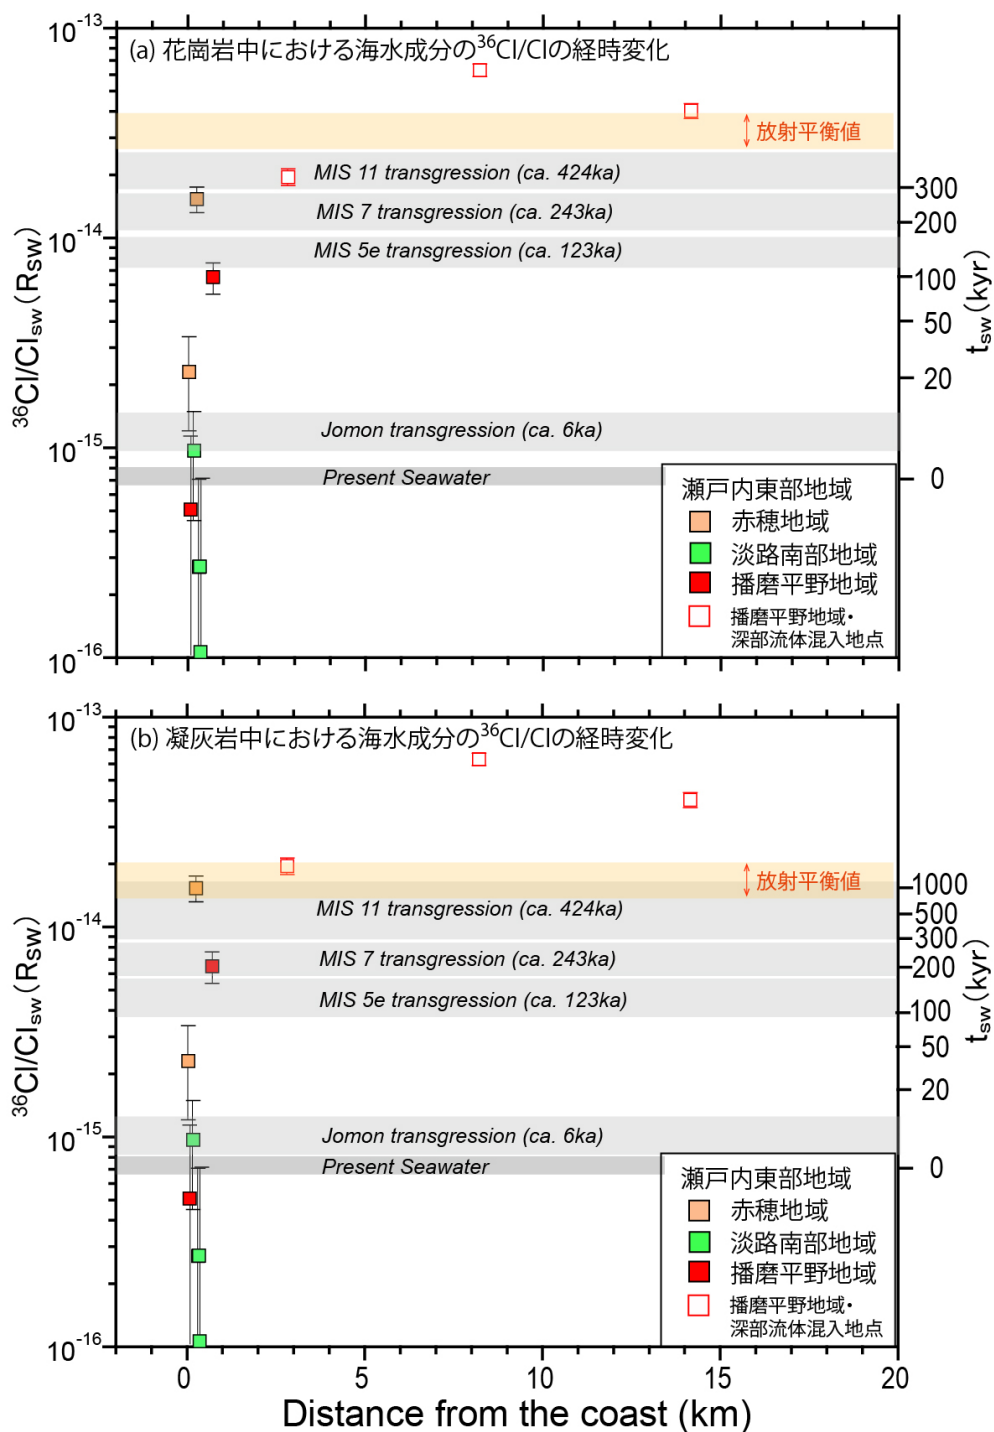 (a) 花崗岩中における海水成分の³⁶Cl/Clの経時変化
放射平衡値
MIS 11 transgression (ca. 424ka)
MIS 7 transgression (ca. 243ka)
MIS 5e transgression (ca. 123ka)
Jomon transgression (ca. 6ka)
Present Seawater
10⁻¹³
10⁻¹⁴
10⁻¹⁵
10⁻¹⁶
³⁶Cl/Cl_sw (R_sw)
300
200
100
50
20
0
t_sw (kyr)
瀬戸内東部地域
赤穂地域
淡路南部地域
播磨平野地域
播磨平野地域・
深部流体混入地点
(b) 凝灰岩中における海水成分の³⁶Cl/Clの経時変化
放射平衡値
MIS 11 transgression (ca. 424ka)
MIS 7 transgression (ca. 243ka)
MIS 5e transgression (ca. 123ka)
Jomon transgression (ca. 6ka)
Present Seawater
10⁻¹³
10⁻¹⁴
10⁻¹⁵
10⁻¹⁶
³⁶Cl/Cl_sw (R_sw)
1000
500
300
200
100
50
20
0
t_sw (kyr)
瀬戸内東部地域
赤穂地域
淡路南部地域
播磨平野地域
播磨平野地域・
深部流体混入地点
0 5 10 15 20
Distance from the coast (km)